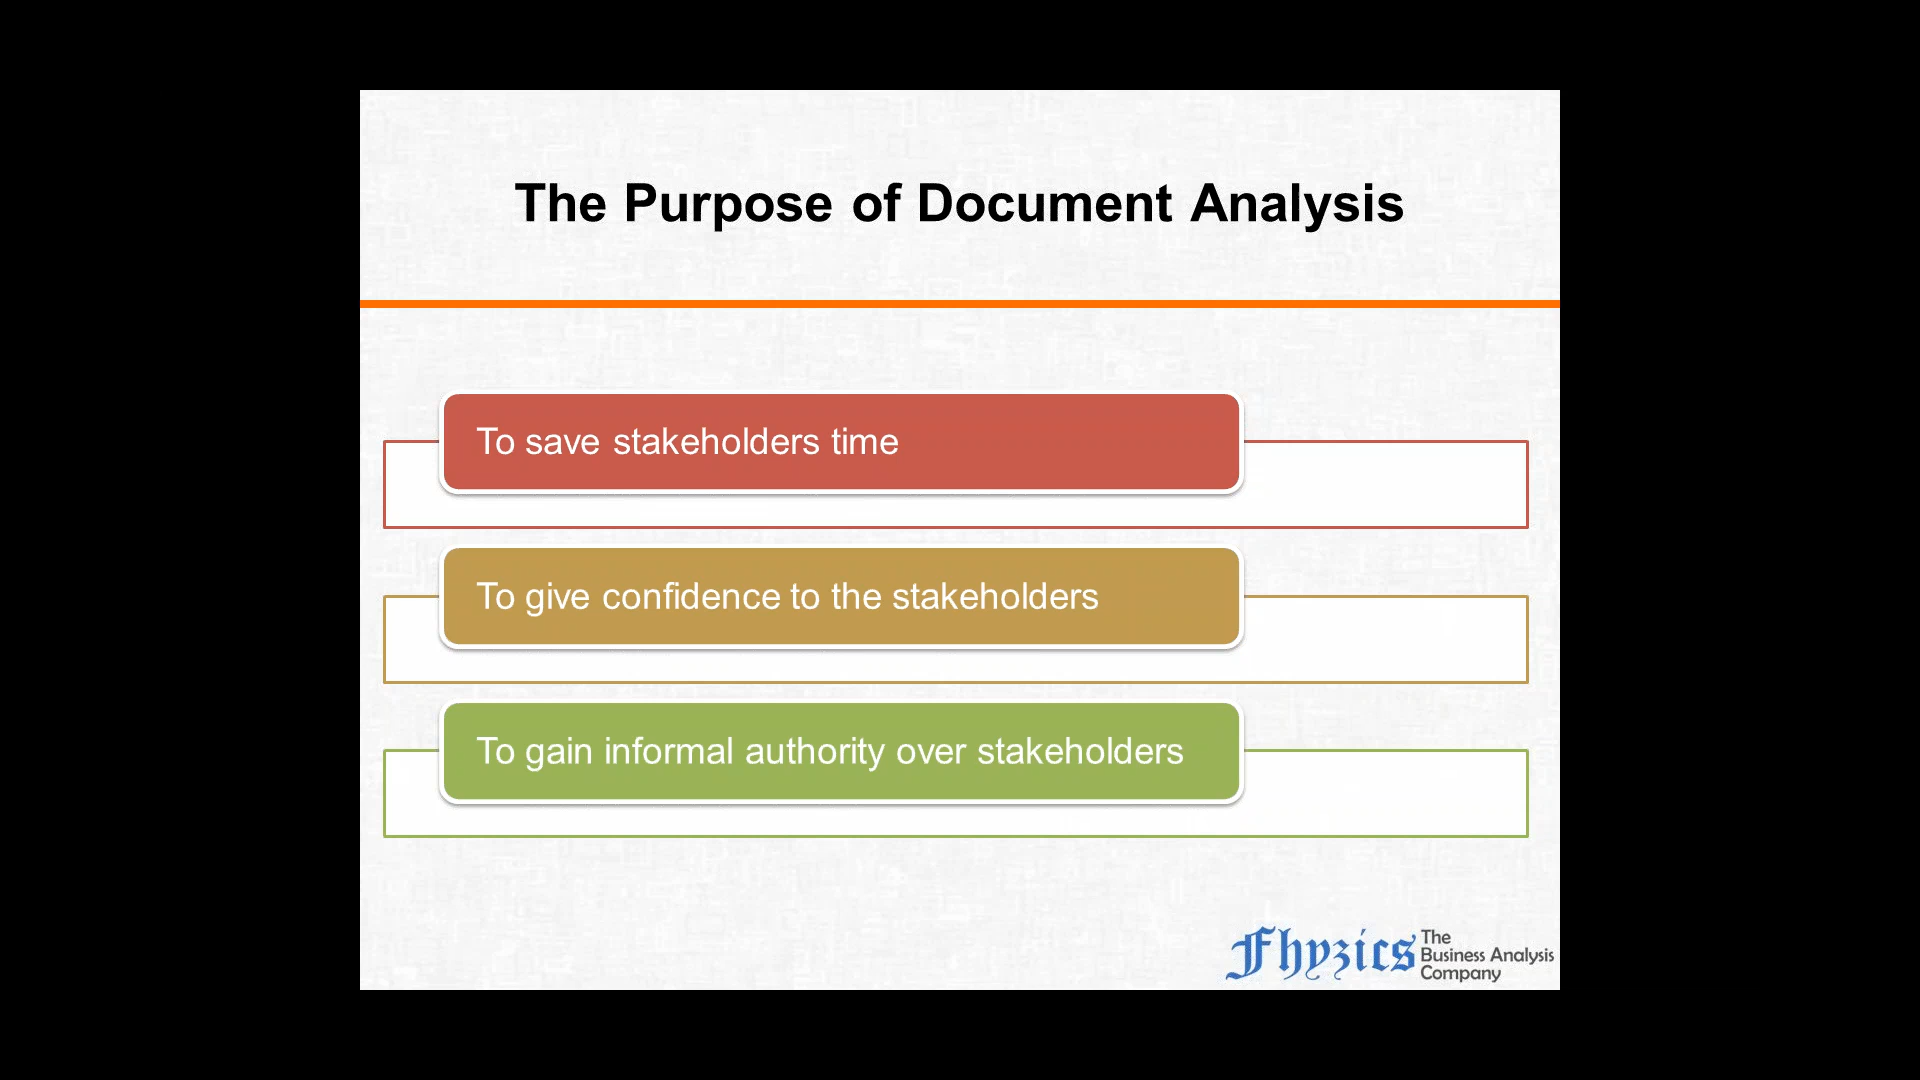 The Purpose of Document Analysis
To save stakeholders time
To give confidence to the stakeholders
To gain informal authority over stakeholders
Fhyzics
The
Business Analysis
Company